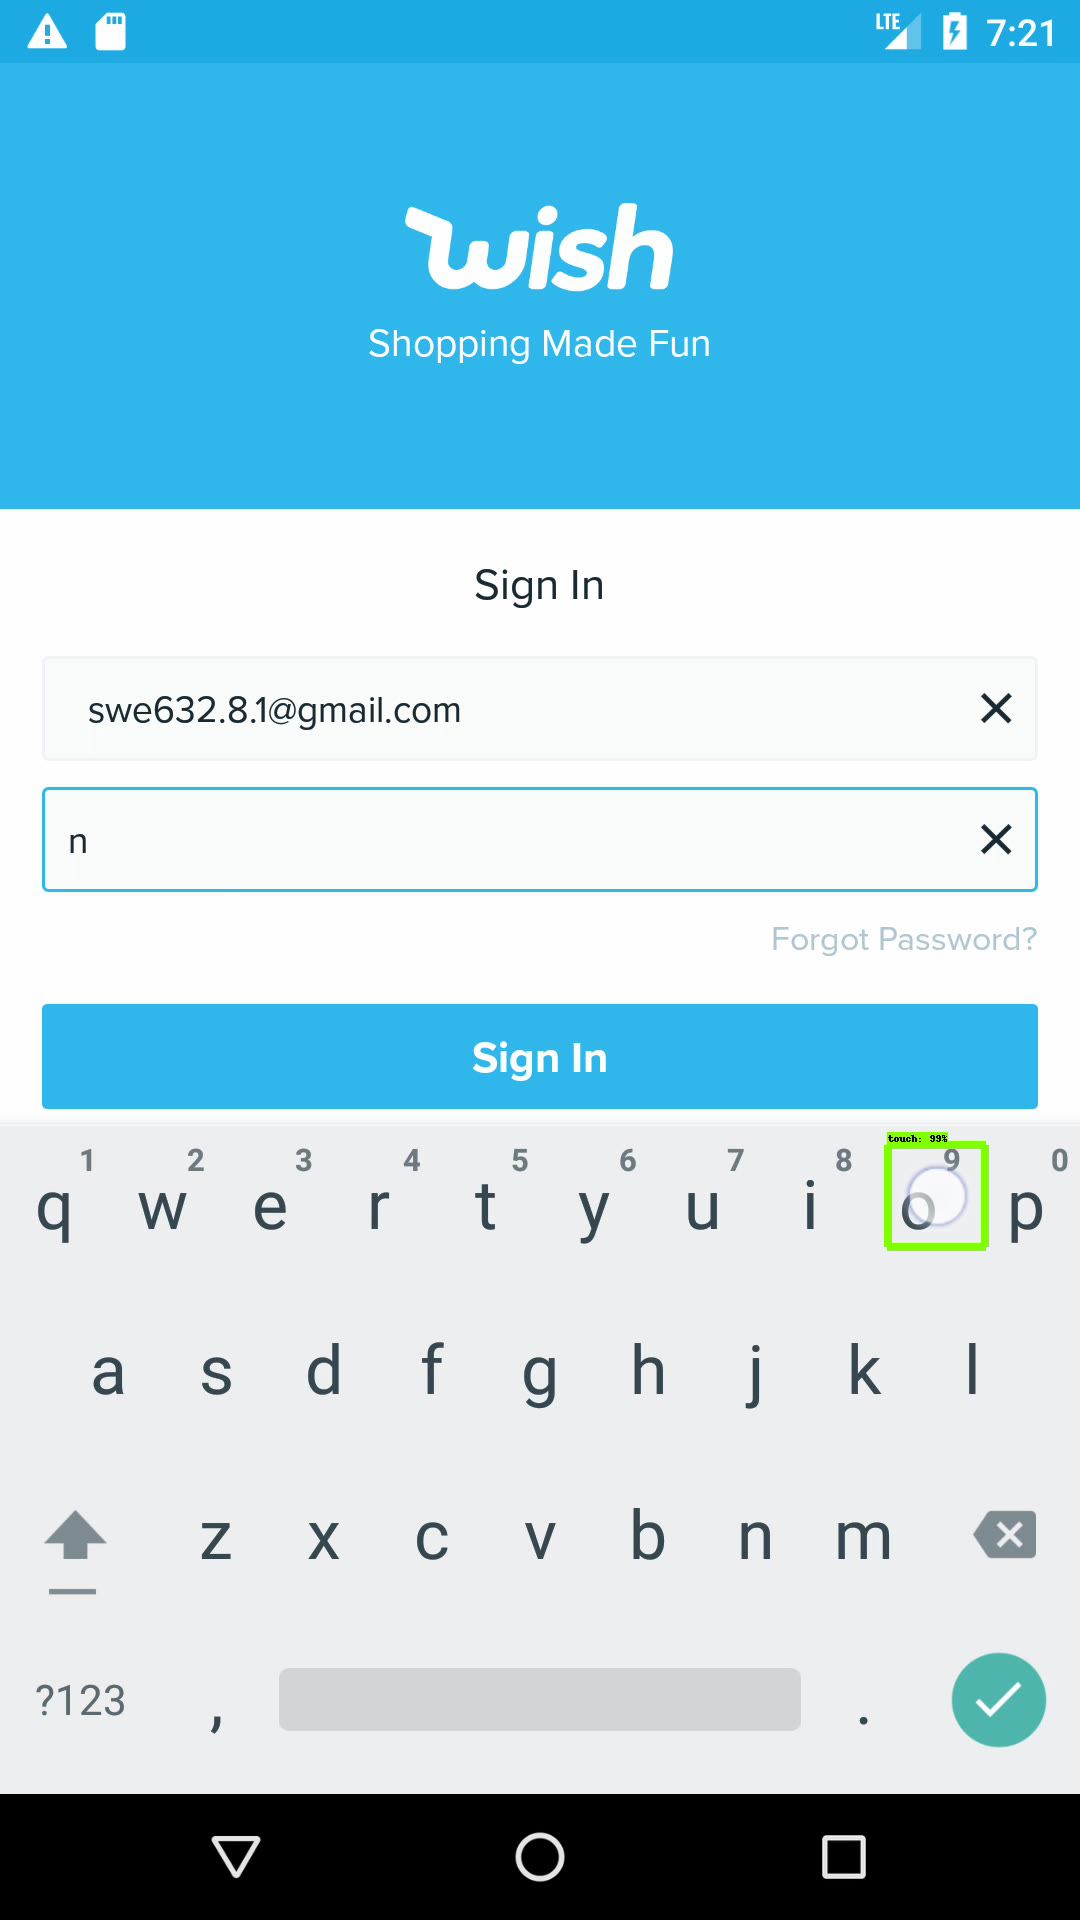 LTE 7:21
wish
Shopping Made Fun
Sign In
swe632.8.1@gmail.com
n
Forgot Password?
Sign In
touch: 99%
1 2 3 4 5 6 7 8 9 0
q w e r t y u i o p
a s d f g h j k l
z x c v b n m
?123 , .